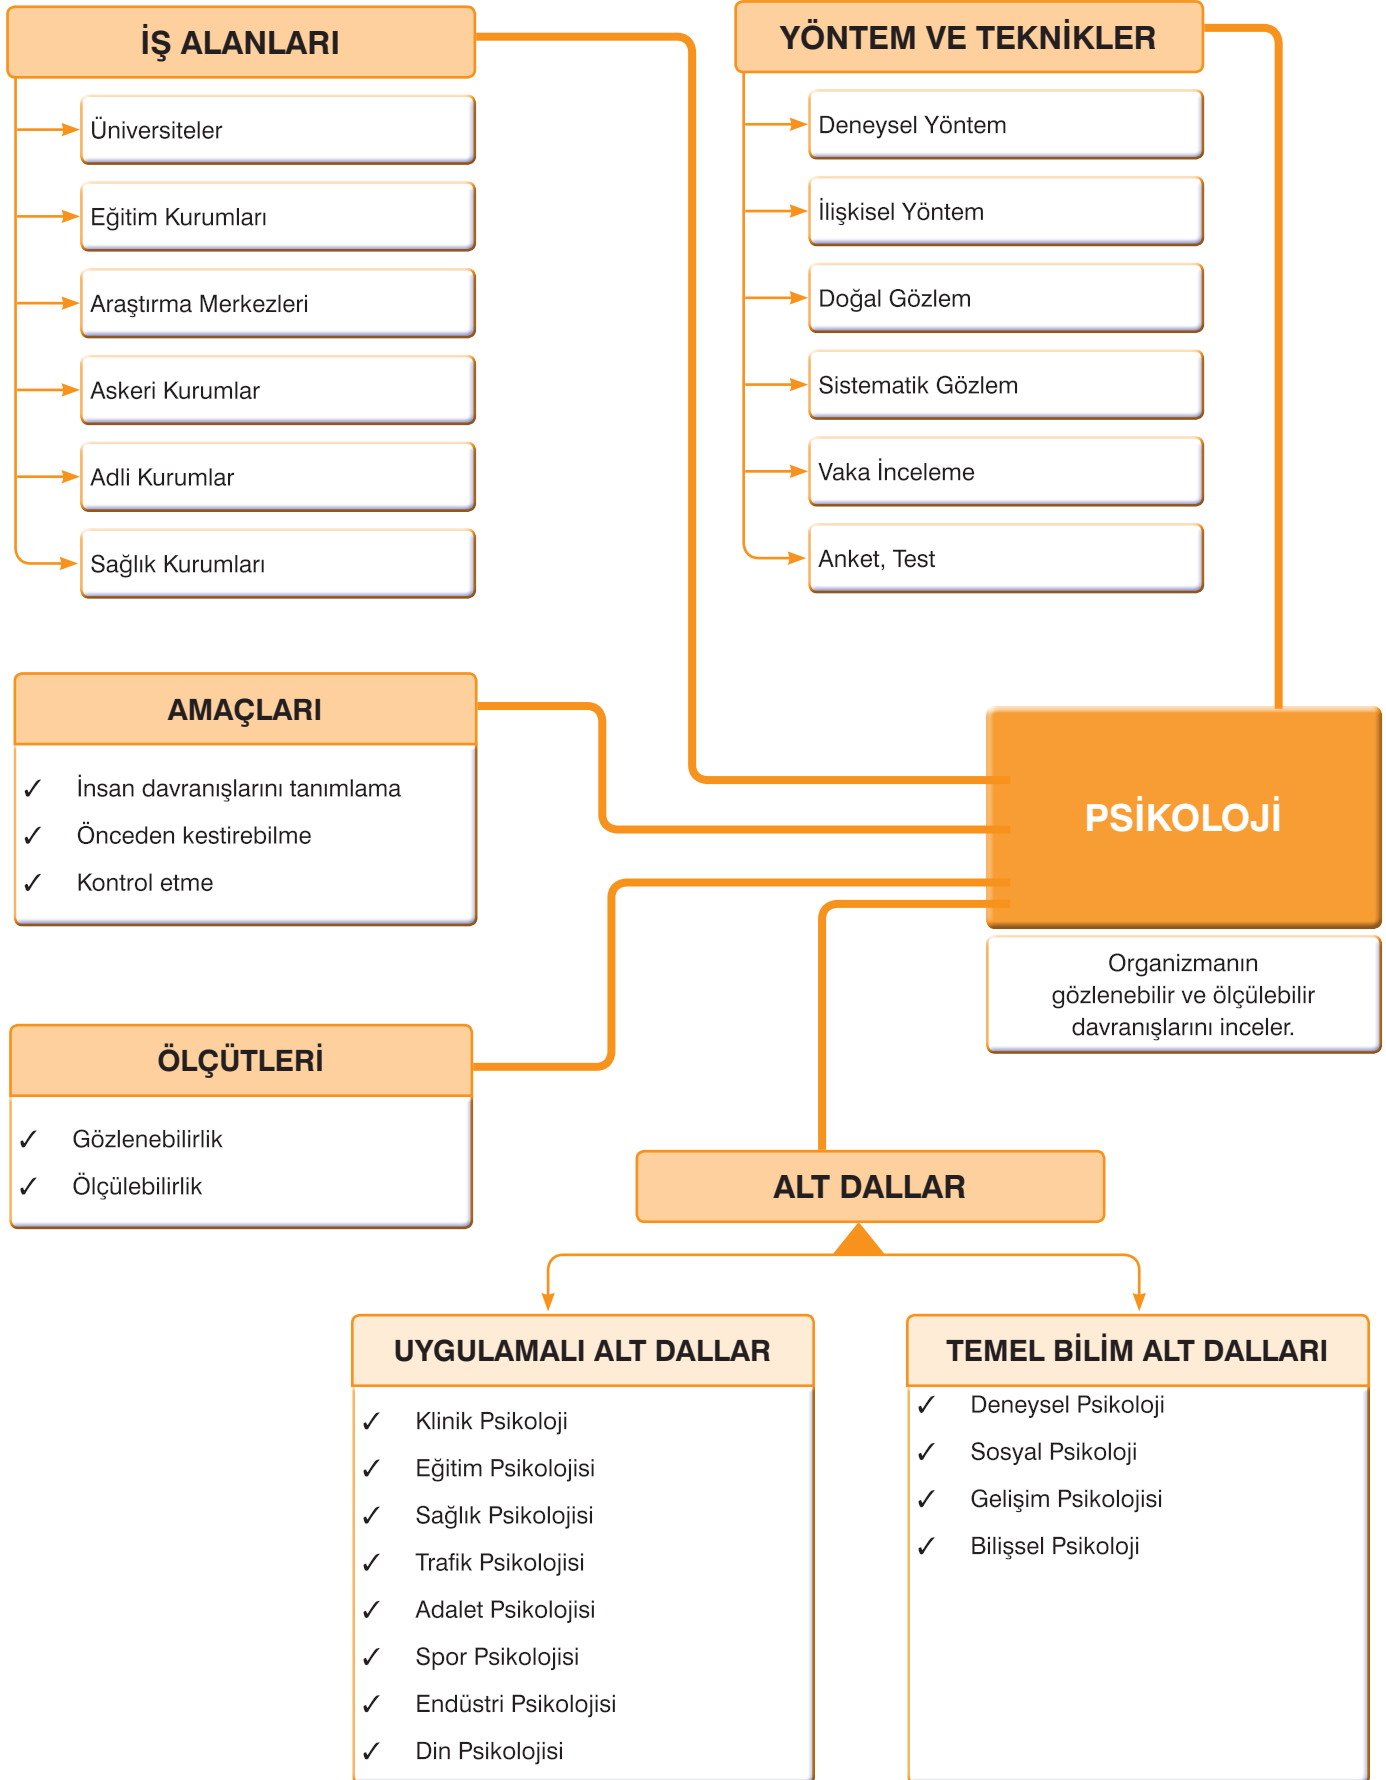 İŞ ALANLARI
Üniversiteler
Eğitim Kurumları
Araştırma Merkezleri
Askeri Kurumlar
Adli Kurumlar
Sağlık Kurumları
YÖNTEM VE TEKNİKLER
Deneysel Yöntem
İlişkisel Yöntem
Doğal Gözlem
Sistematik Gözlem
Vaka İnceleme
Anket, Test
AMAÇLARI
✓ İnsan davranışlarını tanımlama
✓ Önceden kestirebilme
✓ Kontrol etme
PSİKOLOJİ
Organizmanın
gözlenebilir ve ölçülebilir
davranışlarını inceler.
ÖLÇÜTLERİ
✓ Gözlenebilirlik
✓ Ölçülebilirlik
ALT DALLAR
UYGULAMALI ALT DALLAR
✓ Klinik Psikoloji
✓ Eğitim Psikolojisi
✓ Sağlık Psikolojisi
✓ Trafik Psikolojisi
✓ Adalet Psikolojisi
✓ Spor Psikolojisi
✓ Endüstri Psikolojisi
✓ Din Psikolojisi
TEMEL BİLİM ALT DALLARI
✓ Deneysel Psikoloji
✓ Sosyal Psikoloji
✓ Gelişim Psikolojisi
✓ Bilişsel Psikoloji